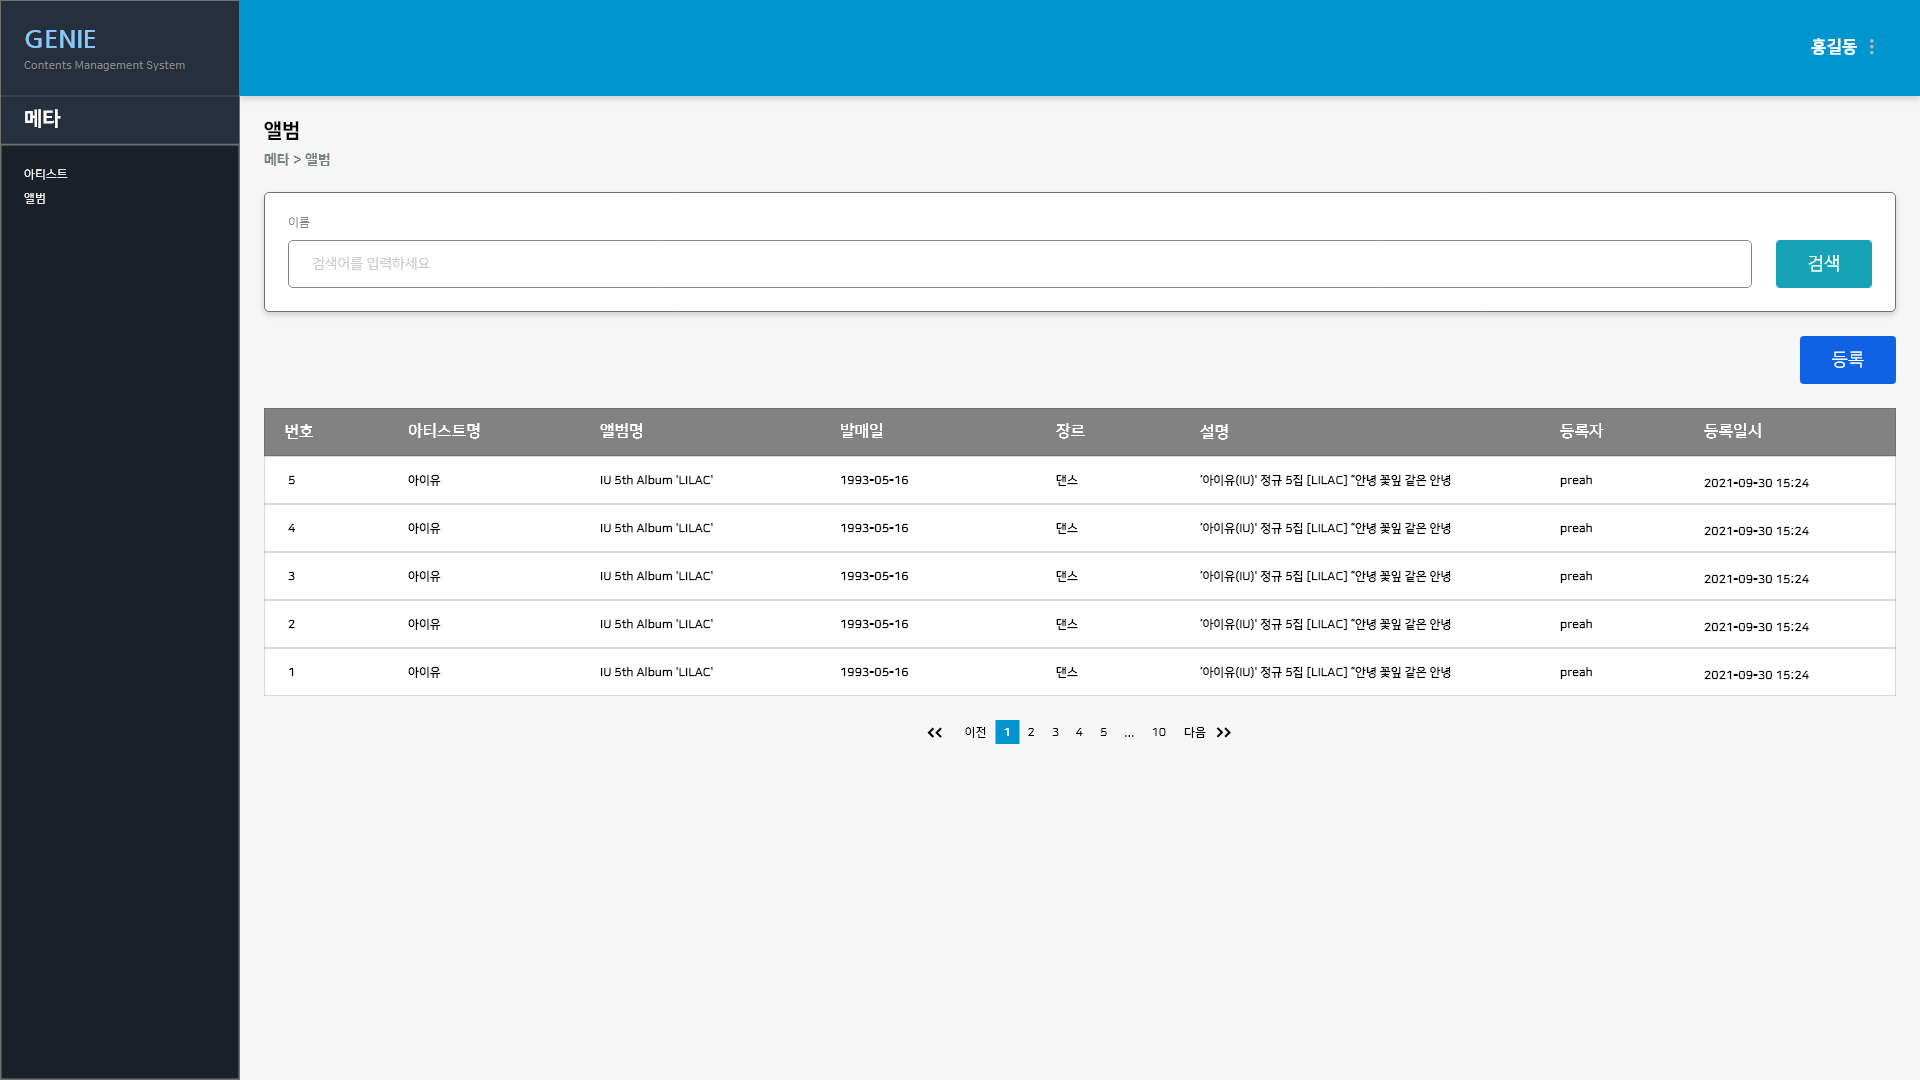 GENIE
Contents Management System
홍길동
메타
아티스트
앨범
앨범
메타 > 앨범
이름
검색어를 입력하세요
검색
등록
번호 아티스트명 앨범명 발매일 장르 설명 등록자 등록일시
5 아이유 IU 5th Album 'LILAC' 1993-05-16 댄스 '아이유(IU)' 정규 5집 [LILAC] “안녕 꽃잎 같은 안녕 preah 2021-09-30 15:24
4 아이유 IU 5th Album 'LILAC' 1993-05-16 댄스 '아이유(IU)' 정규 5집 [LILAC] “안녕 꽃잎 같은 안녕 preah 2021-09-30 15:24
3 아이유 IU 5th Album 'LILAC' 1993-05-16 댄스 '아이유(IU)' 정규 5집 [LILAC] “안녕 꽃잎 같은 안녕 preah 2021-09-30 15:24
2 아이유 IU 5th Album 'LILAC' 1993-05-16 댄스 '아이유(IU)' 정규 5집 [LILAC] “안녕 꽃잎 같은 안녕 preah 2021-09-30 15:24
1 아이유 IU 5th Album 'LILAC' 1993-05-16 댄스 '아이유(IU)' 정규 5집 [LILAC] “안녕 꽃잎 같은 안녕 preah 2021-09-30 15:24
이전 1 2 3 4 5 ... 10 다음